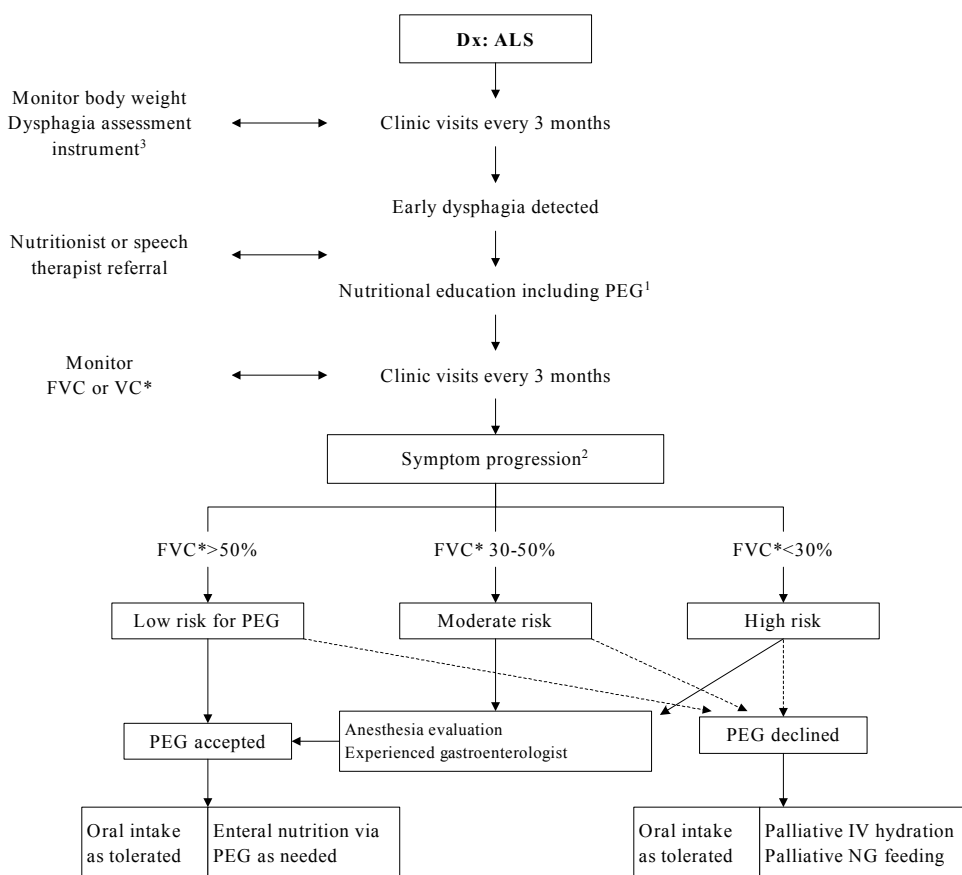 Dx: ALS
Monitor body weight
Dysphagia assessment
instrument3
Clinic visits every 3 months
Early dysphagia detected
Nutritionist or speech
therapist referral
Nutritional education including PEG1
Monitor
FVC or VC*
Clinic visits every 3 months
Symptom progression2
FVC*>50%
FVC* 30-50%
FVC*<30%
Low risk for PEG
Moderate risk
High risk
PEG accepted
Anesthesia evaluation
Experienced gastroenterologist
PEG declined
Oral intake
as tolerated
Enteral nutrition via
PEG as needed
Oral intake
as tolerated
Palliative IV hydration
Palliative NG feeding